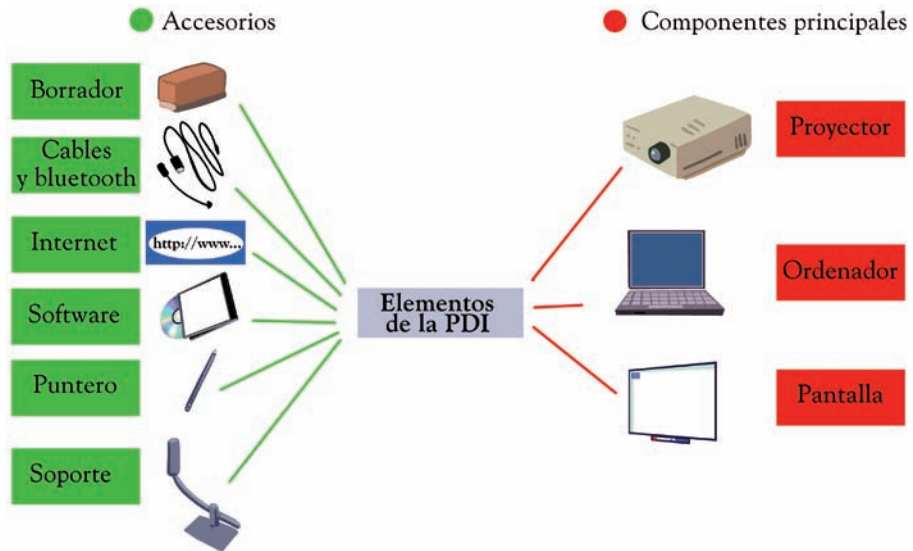 Accesorios
Componentes principales
Borrador
Cables
y bluetooth
Internet
http://www...
Software
Puntero
Soporte
Elementos
de la PDI
Proyector
Ordenador
Pantalla